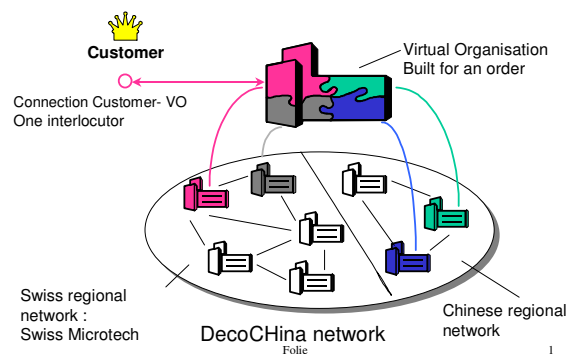 Customer
Virtual Organisation
Built for an order
Connection Customer- VO
One interlocutor
Swiss regional
network :
Swiss Microtech
Chinese regional
network
DecoCHina network
Folie
1